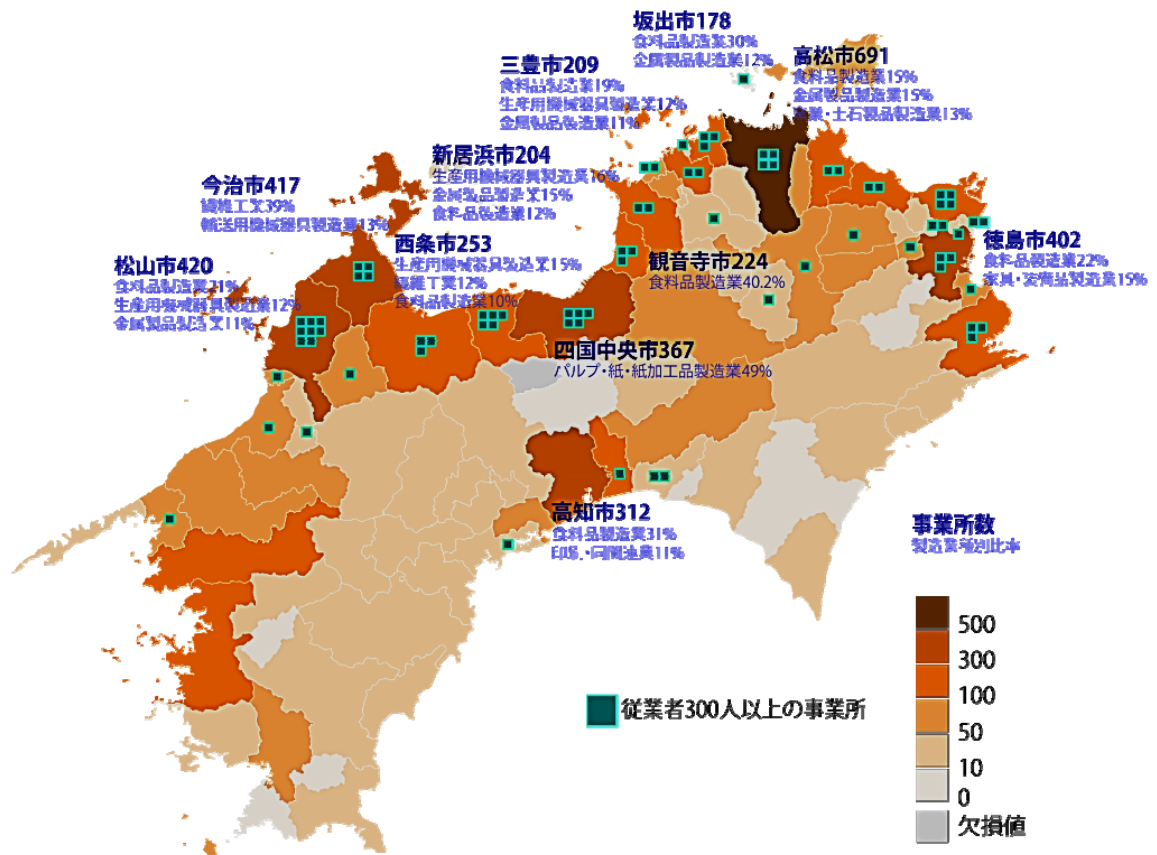 坂出市178
食料品製造業30%
金属製品製造業12%
高松市691
食料品製造業15%
金属製品製造業15%
窯業・土石製品製造業13%
三豊市209
食料品製造業19%
生産用機械器具製造業12%
金属製品製造業11%
新居浜市204
生産用機械器具製造業16%
金属製品製造業15%
食料品製造業12%
今治市417
繊維工業39%
輸送用機械器具製造業13%
西条市253
生産用機械器具製造業15%
繊維工業12%
食料品製造業10%
松山市420
食料品製造業21%
生産用機械器具製造業12%
金属製品製造業11%
観音寺市224
食料品製造業40.2%
徳島市402
食料品製造業22%
家具・装備品製造業15%
四国中央市367
パルプ・紙・紙加工品製造業49%
高知市312
食料品製造業31%
印刷・同関連業11%
事業所数
製造業種別比率
500
300
100
50
10
0
欠損値
従業者300人以上の事業所